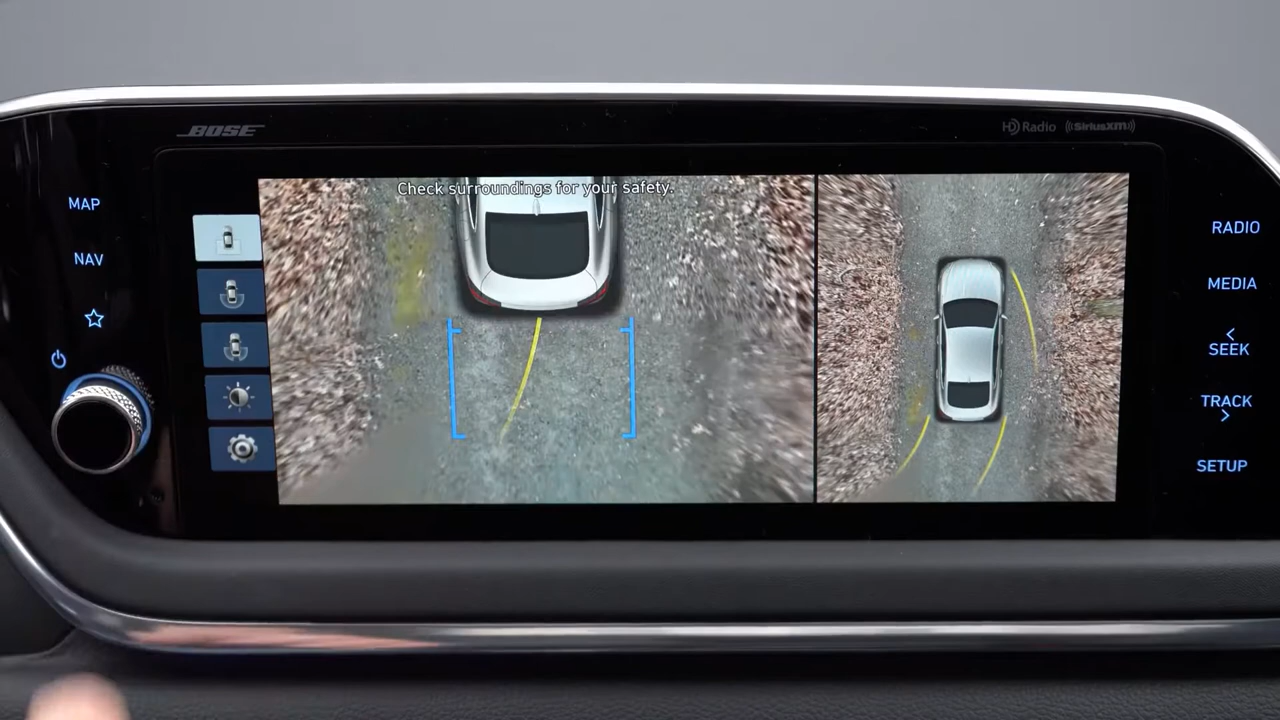 BOSE
HD Radio
SiriusXM
Check surroundings for your safety.
MAP
NAV
RADIO
MEDIA
< SEEK
TRACK >
SETUP